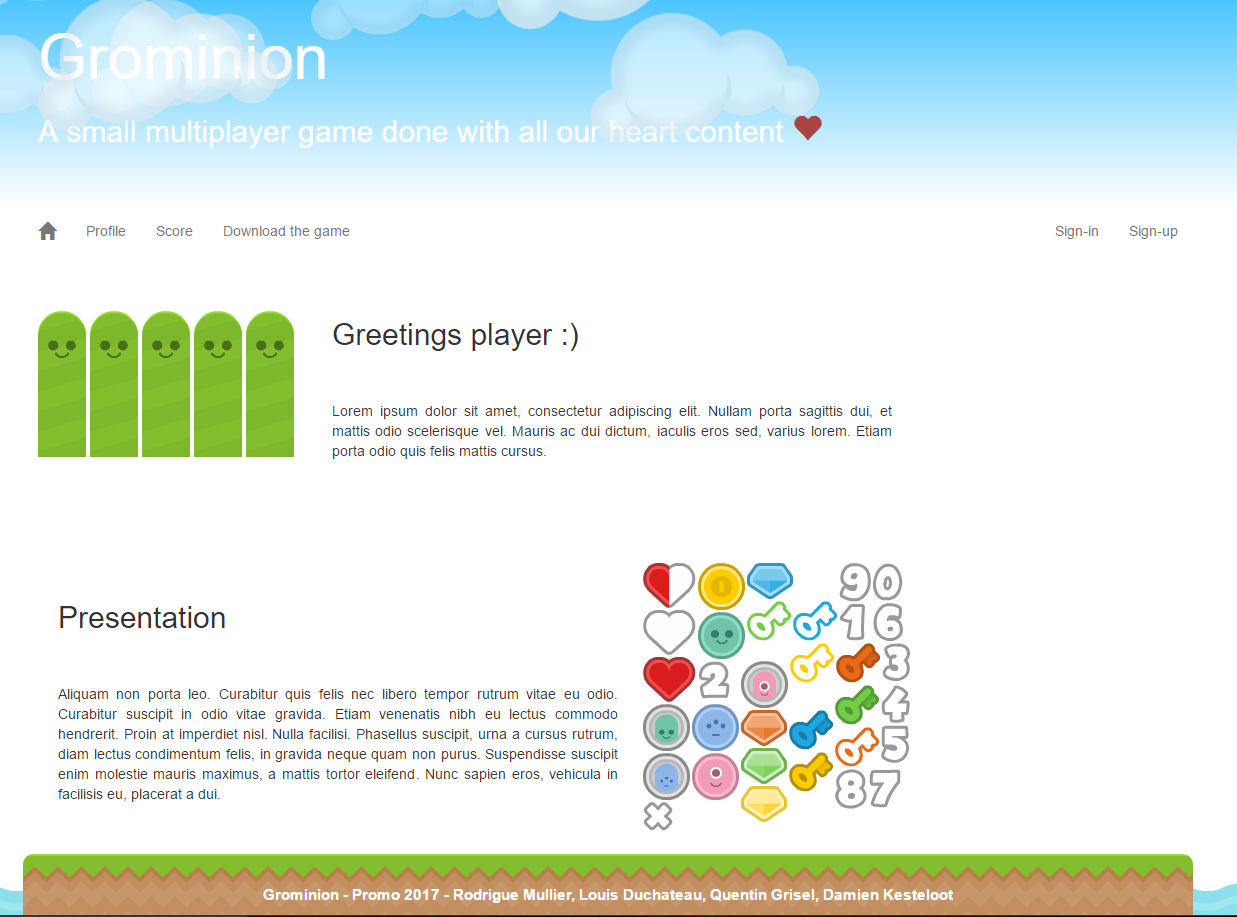 Grominion
A small multiplayer game done with all our heart content
Profile Score Download the game Sign-in Sign-up
Greetings player :)
Lorem ipsum dolor sit amet, consectetur adipiscing elit. Nullam porta sagittis dui, et
mattis odio scelerisque vel. Mauris ac dui dictum, iaculis eros sed, varius lorem. Etiam
porta odio quis felis mattis cursus.
Presentation
Aliquam non porta leo. Curabitur quis felis nec libero tempor rutrum vitae eu odio.
Curabitur suscipit in odio vitae gravida. Etiam venenatis nibh eu lectus commodo
hendrerit. Proin at imperdiet nisl. Nulla facilisi. Phasellus suscipit, urna a cursus rutrum,
diam lectus condimentum felis, in gravida neque quam non purus. Suspendisse suscipit
enim molestie mauris maximus, a mattis tortor eleifend. Nunc sapien eros, vehicula in
facilisis eu, placerat a dui.
90
16
3
2
4
5
87
Grominion - Promo 2017 - Rodrigue Mullier, Louis Duchateau, Quentin Grisel, Damien Kesteloot